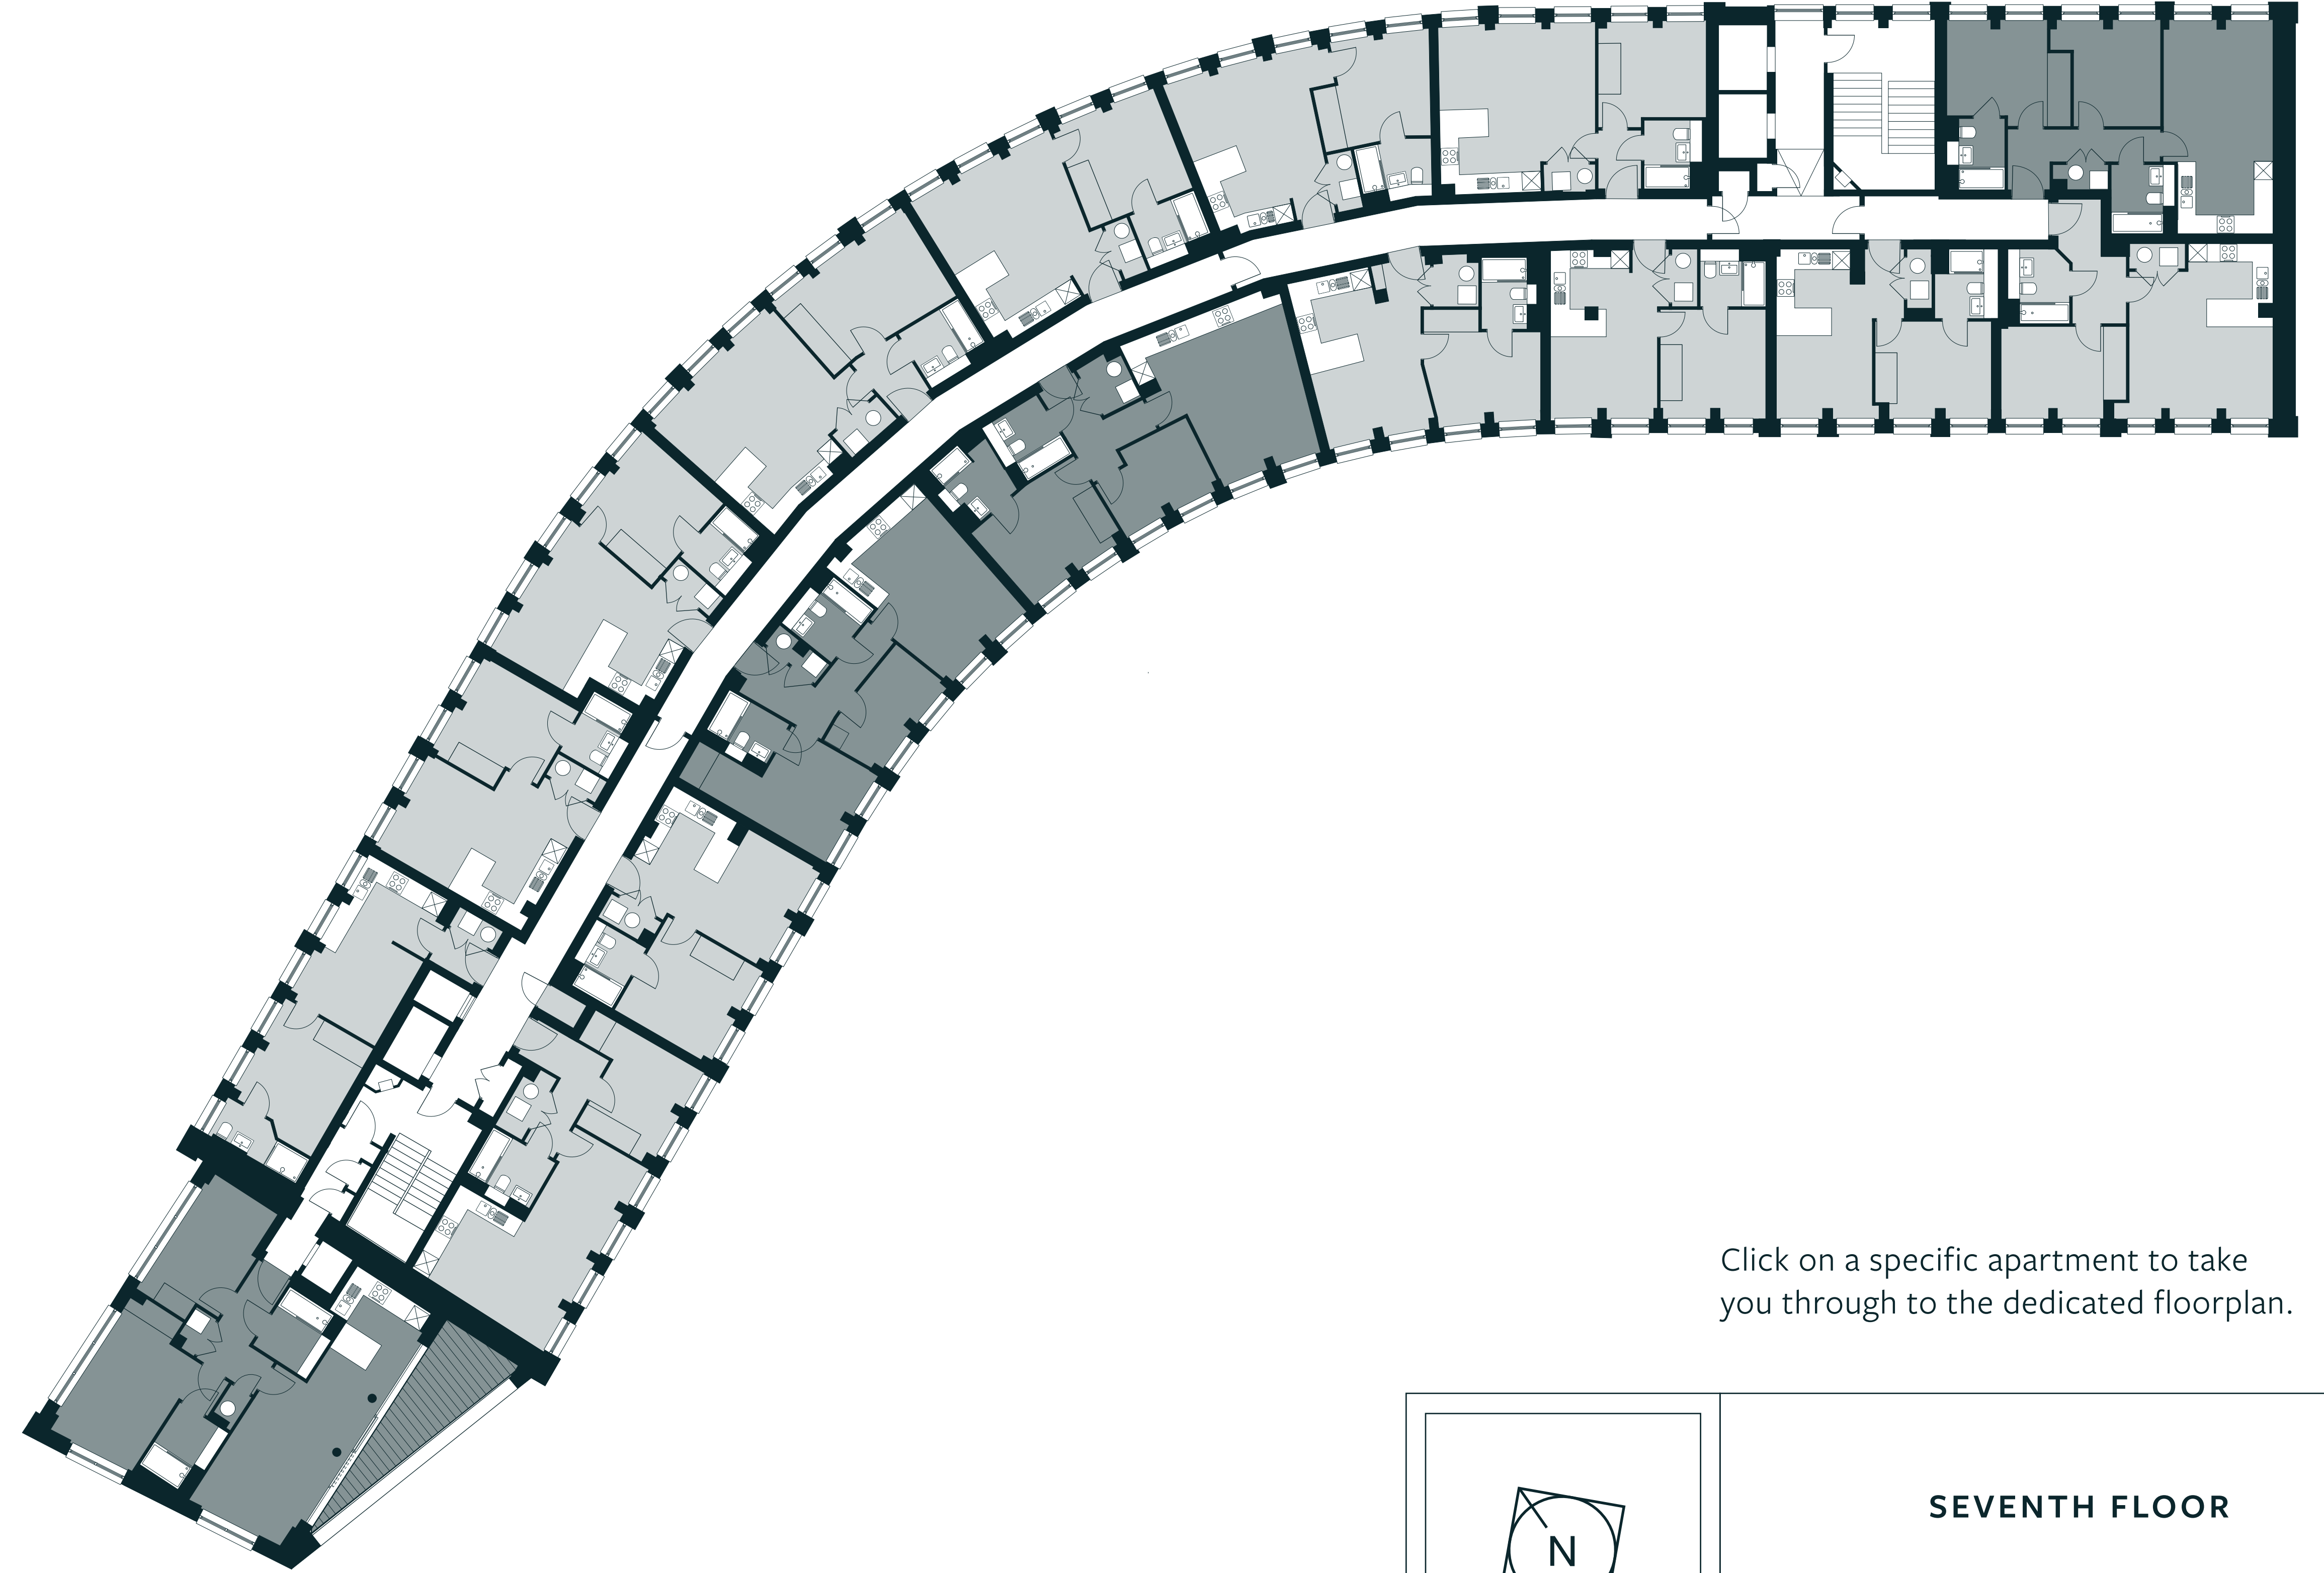 Click on a specific apartment to take
you through to the dedicated floorplan.
SEVENTH FLOOR
N